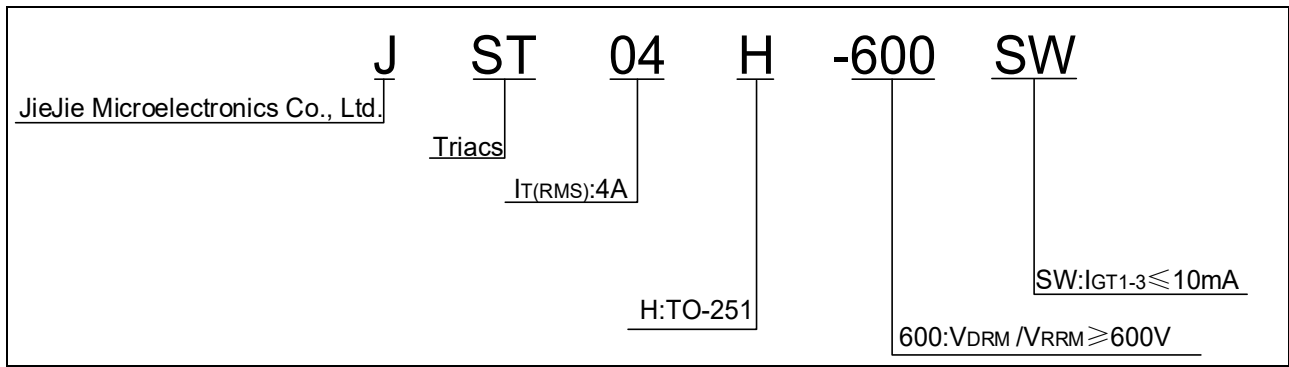 J ST 04 H -600 SW
JieJie Microelectronics Co., Ltd.
Triacs
IT(RMS):4A
SW:IGT1-3≤10mA
H:TO-251
600:VDRM /VRRM≥600V